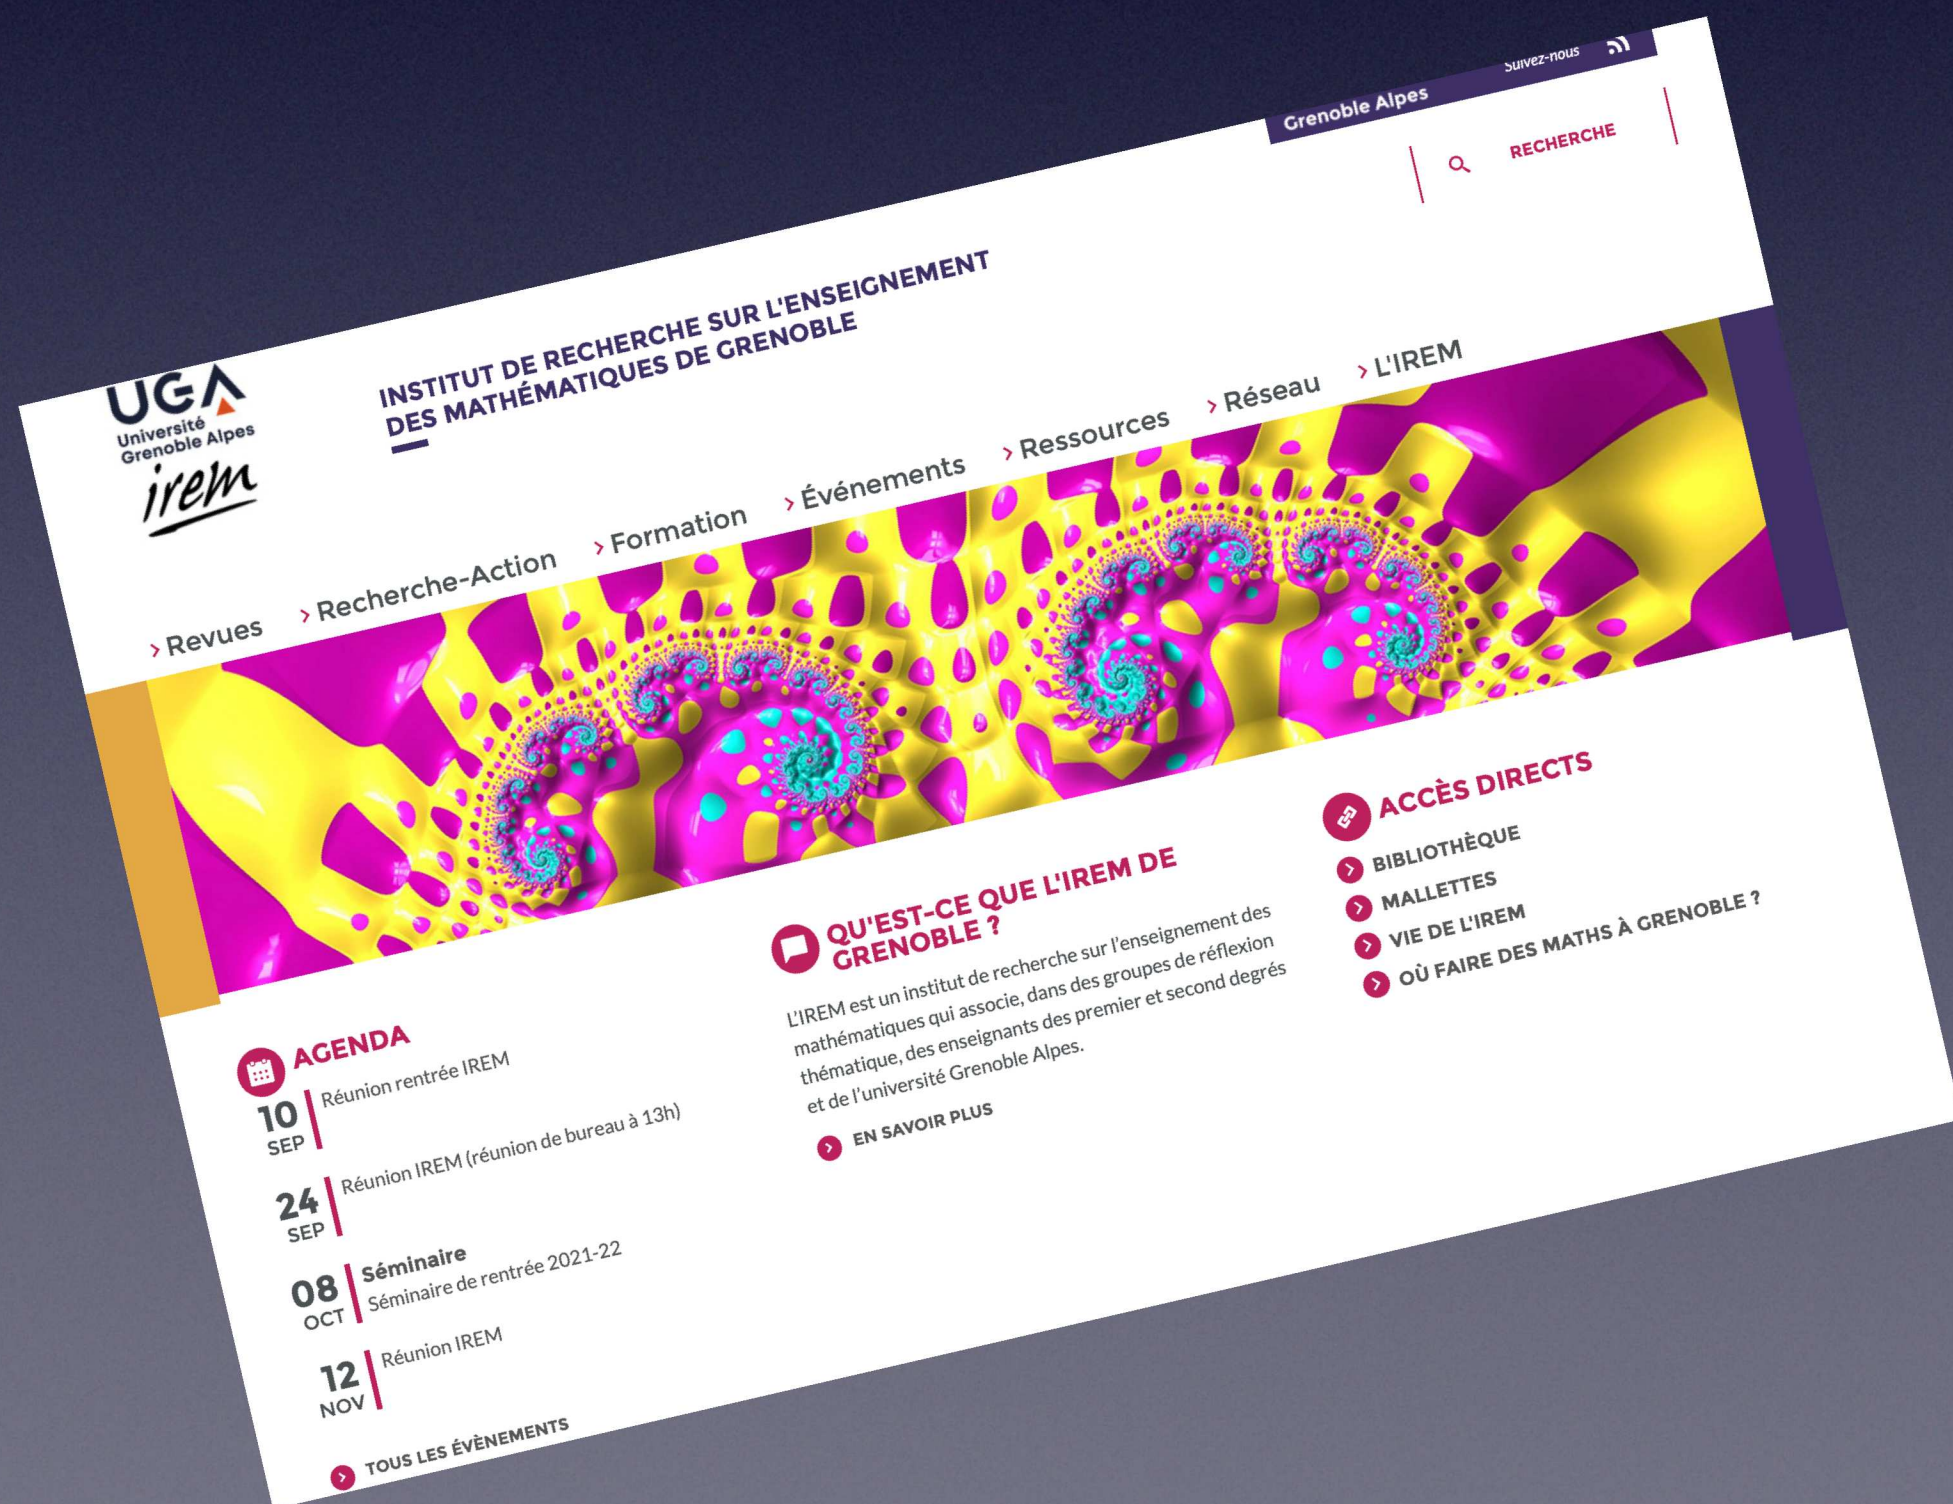 Grenoble Alpes
Suivez-nous
RECHERCHE
UGA
Université
Grenoble Alpes
irem
INSTITUT DE RECHERCHE SUR L'ENSEIGNEMENT
DES MATHÉMATIQUES DE GRENOBLE
Revues
Recherche-Action
Formation
Événements
Ressources
Réseau
L'IREM
AGENDA
10
SEP
Réunion rentrée IREM
24
SEP
Réunion IREM (réunion de bureau à 13h)
08
OCT
Séminaire
Séminaire de rentrée 2021-22
12
NOV
Réunion IREM
TOUS LES ÉVÈNEMENTS
QU'EST-CE QUE L'IREM DE
GRENOBLE ?
L'IREM est un institut de recherche sur l'enseignement des
mathématiques qui associe, dans des groupes de réflexion
thématique, des enseignants des premier et second degrés
et de l'université Grenoble Alpes.
EN SAVOIR PLUS
ACCÈS DIRECTS
BIBLIOTHÈQUE
MALLETTES
VIE DE L'IREM
OÙ FAIRE DES MATHS À GRENOBLE ?